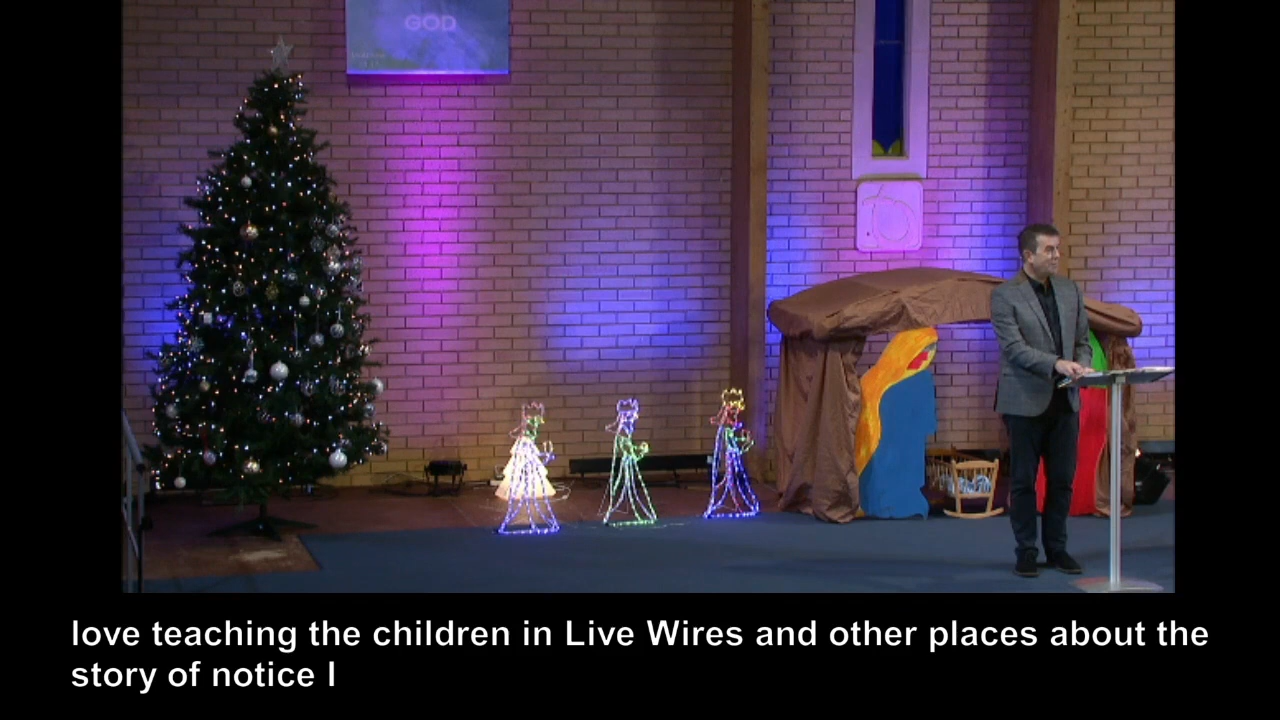 GOD
love teaching the children in Live Wires and other places about the
story of notice I